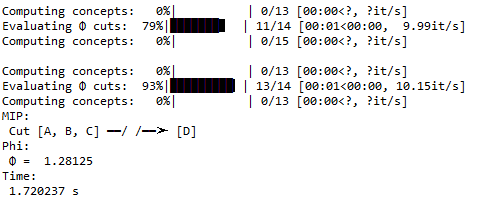 Computing concepts:   0%|          | 0/13 [00:00<?, ?it/s]
Evaluating Φ cuts:  79%|███████▊  | 11/14 [00:01<00:00,  9.99it/s]
Computing concepts:   0%|          | 0/15 [00:00<?, ?it/s]
Computing concepts:   0%|          | 0/13 [00:00<?, ?it/s]
Evaluating Φ cuts:  93%|█████████▎| 13/14 [00:01<00:00, 10.15it/s]
Computing concepts:   0%|          | 0/13 [00:00<?, ?it/s]
MIP:
Cut [A, B, C] ━━/ /━━➤ [D]
Phi:
Φ =  1.28125
Time:
1.720237 s